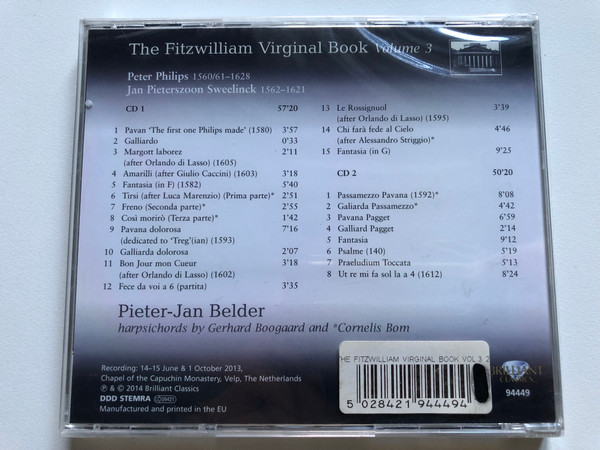 The Fitzwilliam Virginal Book Volume 3
Peter Philips 1560/61–1628
Jan Pieterszoon Sweelinck 1562–1621
CD 1 57'20
1 Pavan 'The first one Philips made' (1580) 3'57
2 Galliardo 0'33
3 Margott laborez 2'11
(after Orlando di Lasso) (1605)
4 Amarilli (after Giulio Caccini) (1603) 3'18
5 Fantasia (in F) (1582) 5'40
6 Tirsi (after Luca Marenzio) (Prima parte)* 2'51
7 Freno (Seconda parte)* 2'55
8 Così morirò (Terza parte)* 1'42
9 Pavana dolorosa 7'16
(dedicated to 'Treg'(ian) (1593)
10 Galliarda dolorosa 2'07
11 Bon Jour mon Cueur 3'18
(after Orlando di Lasso) (1602)
12 Fece da voi a 6 (partita) 3'35
13 Le Rossignuol 3'39
(after Orlando di Lasso) (1595)
14 Chi farà fede al Cielo 4'46
(after Alessandro Striggio)*
15 Fantasia (in G) 9'25
CD 2 50'20
1 Passamezzo Pavana (1592)* 8'08
2 Galiarda Passamezzo* 4'42
3 Pavana Pagget 6'59
4 Galliard Pagget 2'14
5 Fantasia 9'12
6 Psalme (140) 5'19
7 Praeludium Toccata 5'13
8 Ut re mi fa sol la a 4 (1612) 8'24
Pieter-Jan Belder
harpsichords by Gerhard Boogaard and *Cornelis Bom
Recording: 14–15 June & 1 October 2013,
Chapel of the Capuchin Monastery, Velp, The Netherlands
℗ & © 2014 Brilliant Classics
DDD STEMRA
Manufactured and printed in the EU
THE FITZWILLIAM VIRGINAL BOOK VOL 3 2
5 028421 944494
BRILLIANT
CLASSICS
94449